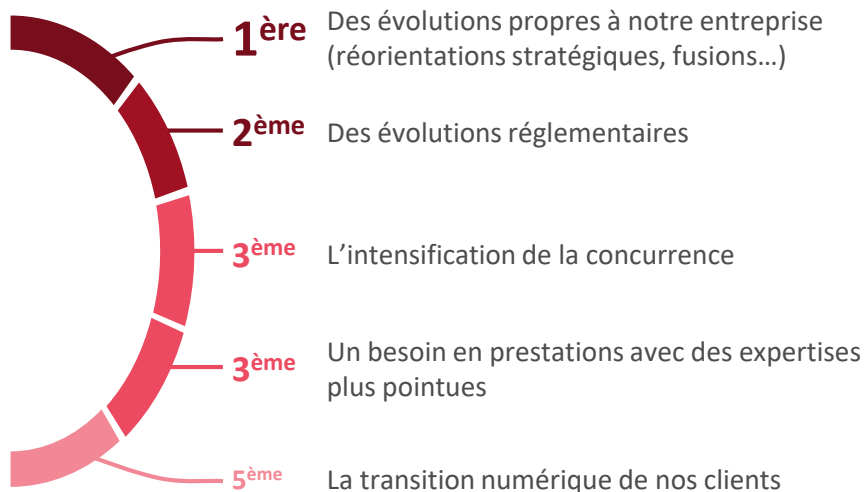 1ère Des évolutions propres à notre entreprise
(réorientations stratégiques, fusions…)
2ème Des évolutions réglementaires
3ème L’intensification de la concurrence
3ème Un besoin en prestations avec des expertises
plus pointues
5ème La transition numérique de nos clients